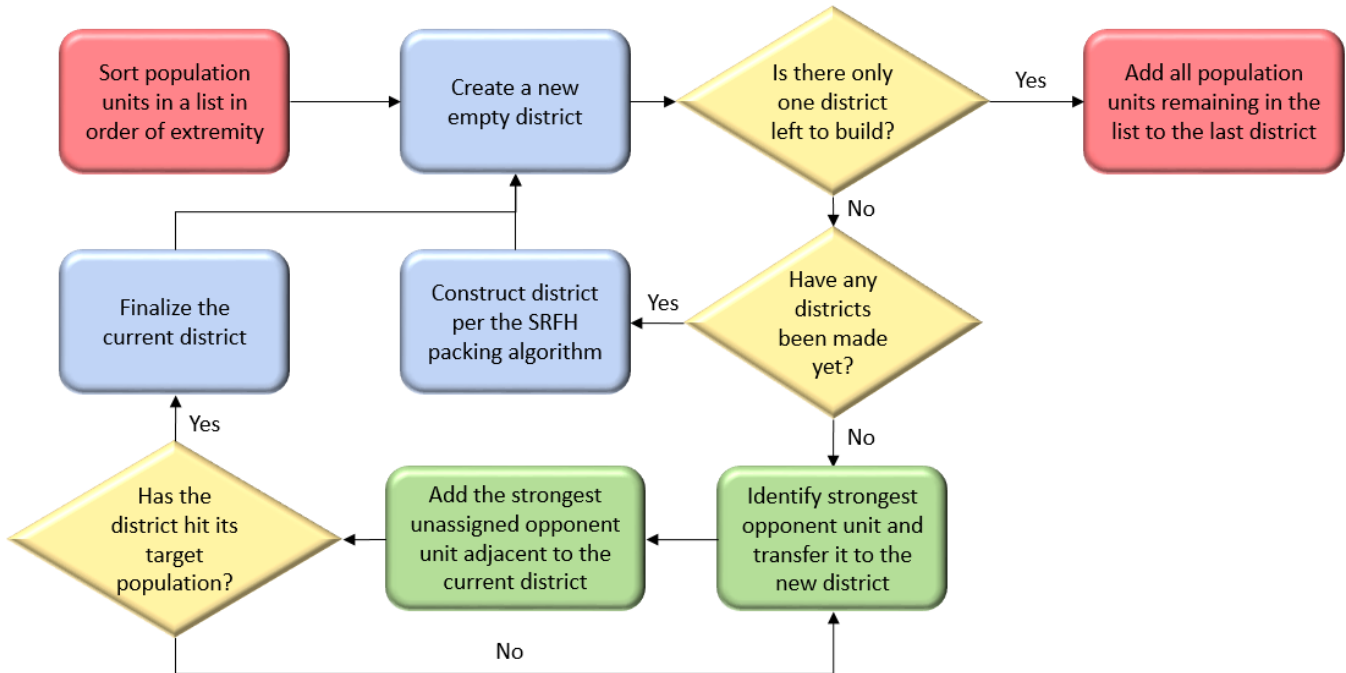 Sort population
units in a list in
order of extremity
Create a new
empty district
Is there only
one district
left to build?
Yes
Add all population
units remaining in the
list to the last district
No
Finalize the
current district
Construct district
per the SRFH
packing algorithm
Yes
Have any
districts
been made
yet?
Yes
No
Has the
district hit its
target
population?
Add the strongest
unassigned opponent
unit adjacent to the
current district
Identify strongest
opponent unit and
transfer it to the
new district
No